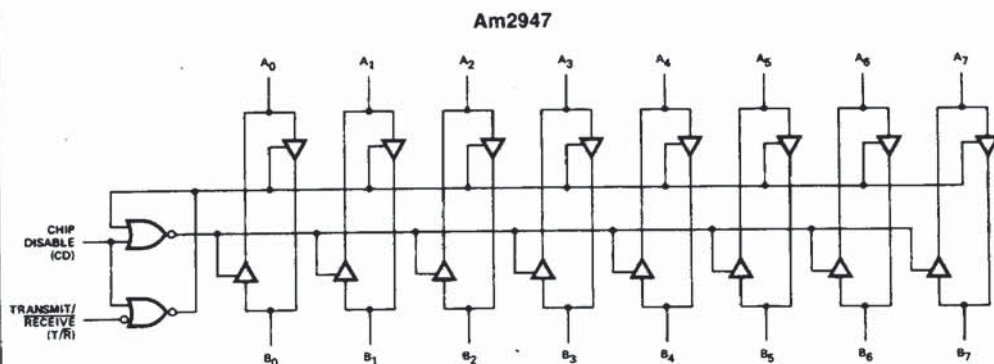 Am2947
A0 A1 A2 A3 A4 A5 A6 A7
CHIP
DISABLE
(CD)
TRANSMIT/
RECEIVE
(T/R̅)
B0 B1 B2 B3 B4 B5 B6 B7